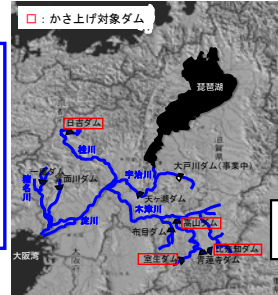 □：かさ上げ対象ダム
琵琶湖
滋賀県
日吉ダム
桂川
宇治川
大戸川ダム(事業中)
一庫ダム
猪名川
天ヶ瀬ダム
木津川
淀川
高山ダム
布目ダム
大阪湾
室生ダム
比奈知ダム
青蓮寺ダム